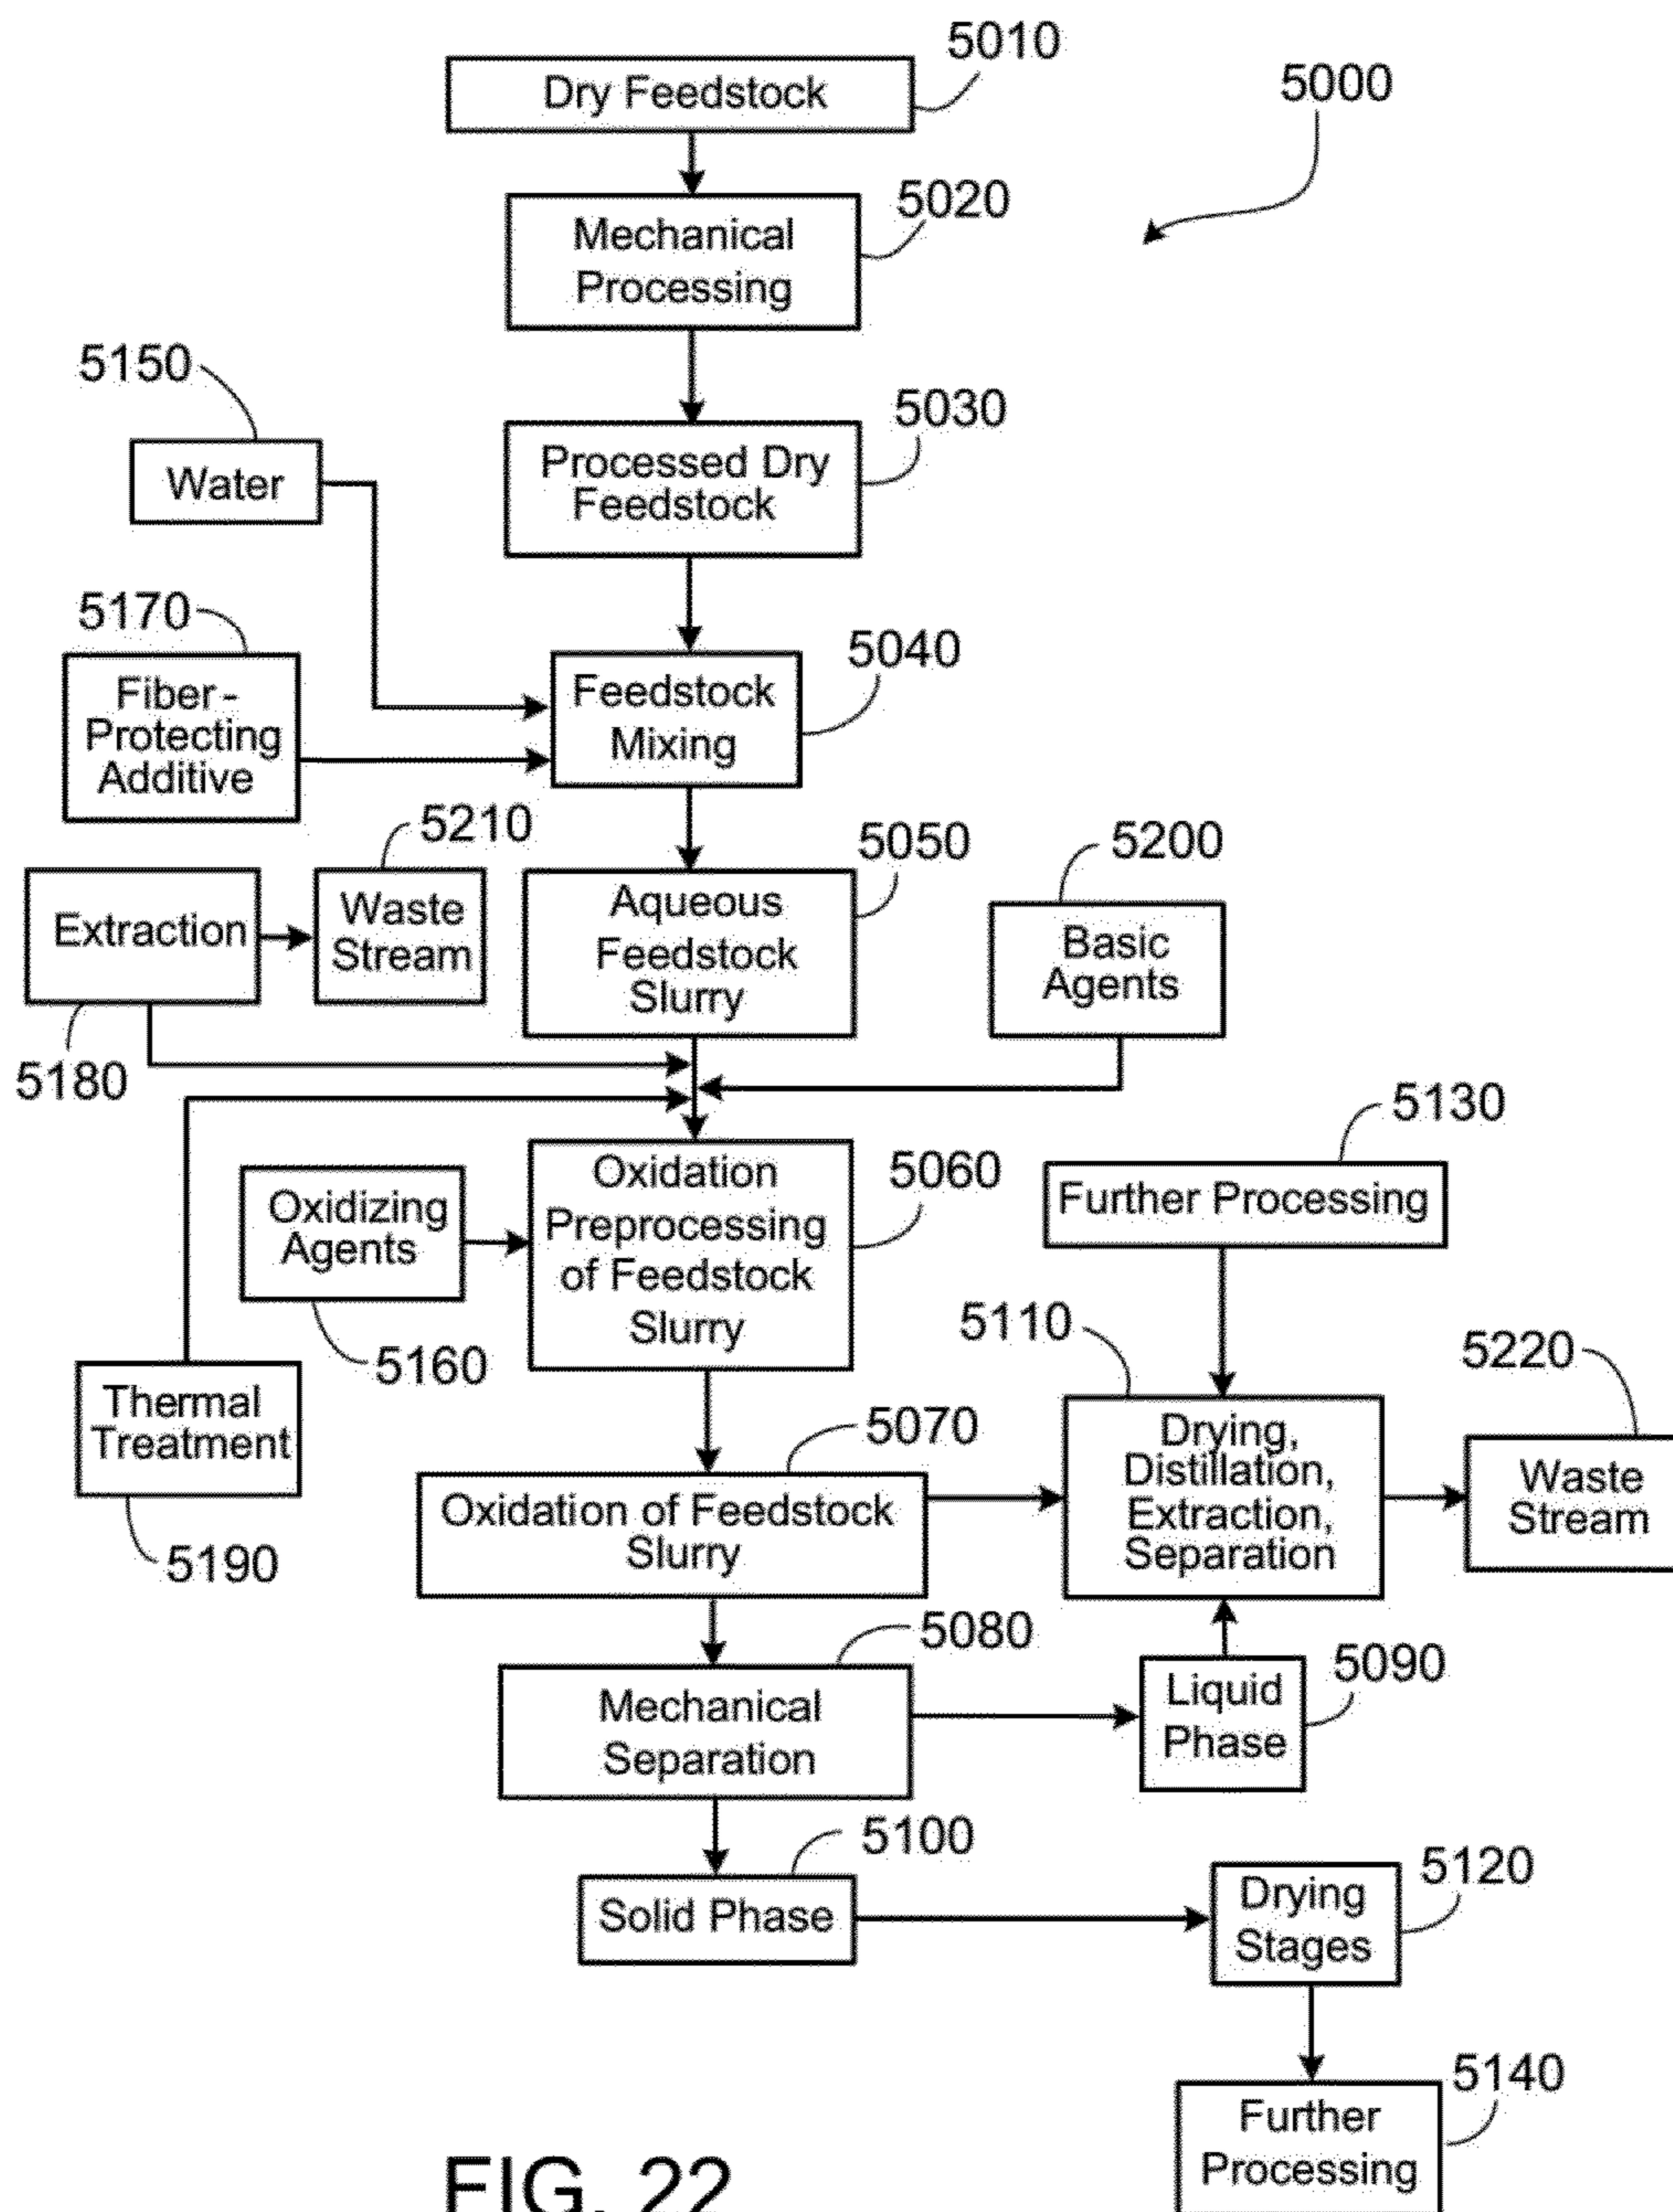 5010
Dry Feedstock
5000
5020
Mechanical
Processing
5150
5030
Water
Processed Dry
Feedstock
5170
5040
Fiber-
Protecting
Additive
Feedstock
Mixing
5210
5050
5200
Extraction
Waste
Stream
Aqueous
Feedstock
Slurry
Basic
Agents
5180
5130
Oxidizing
Agents
Oxidation
Preprocessing
of Feedstock
Slurry
5060
Further Processing
5160
5110
5220
Thermal
Treatment
5070
Drying,
Distillation,
Extraction,
Separation
Waste
Stream
5190
Oxidation of Feedstock
Slurry
5080
5090
Mechanical
Separation
Liquid
Phase
5100
5120
Solid Phase
Drying
Stages
5140
Further
Processing
FIG. 22